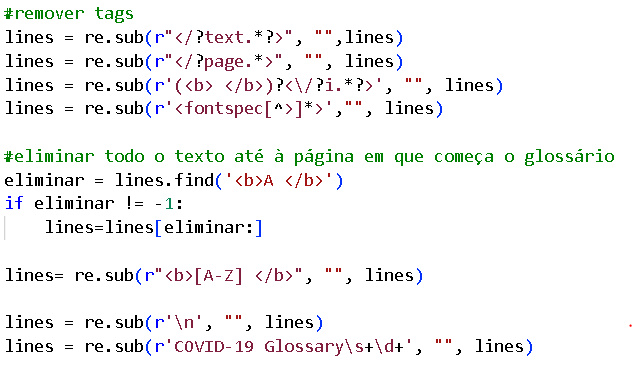 #remover tags
lines = re.sub(r"</?text.*?>", "",lines)
lines = re.sub(r"</?page.*>", "", lines)
lines = re.sub(r'(<b> </b>)?<\/?i.*?>', "", lines)
lines = re.sub(r'<fontspec[^>]*>',"", lines)
#eliminar todo o texto até à página em que começa o glossário
eliminar = lines.find('<b>A </b>')
if eliminar != -1:
    lines=lines[eliminar:]
lines= re.sub(r"<b>[A-Z] </b>", "", lines)
lines = re.sub(r'\n', "", lines)
lines = re.sub(r'COVID-19 Glossary\s+\d+', "", lines)